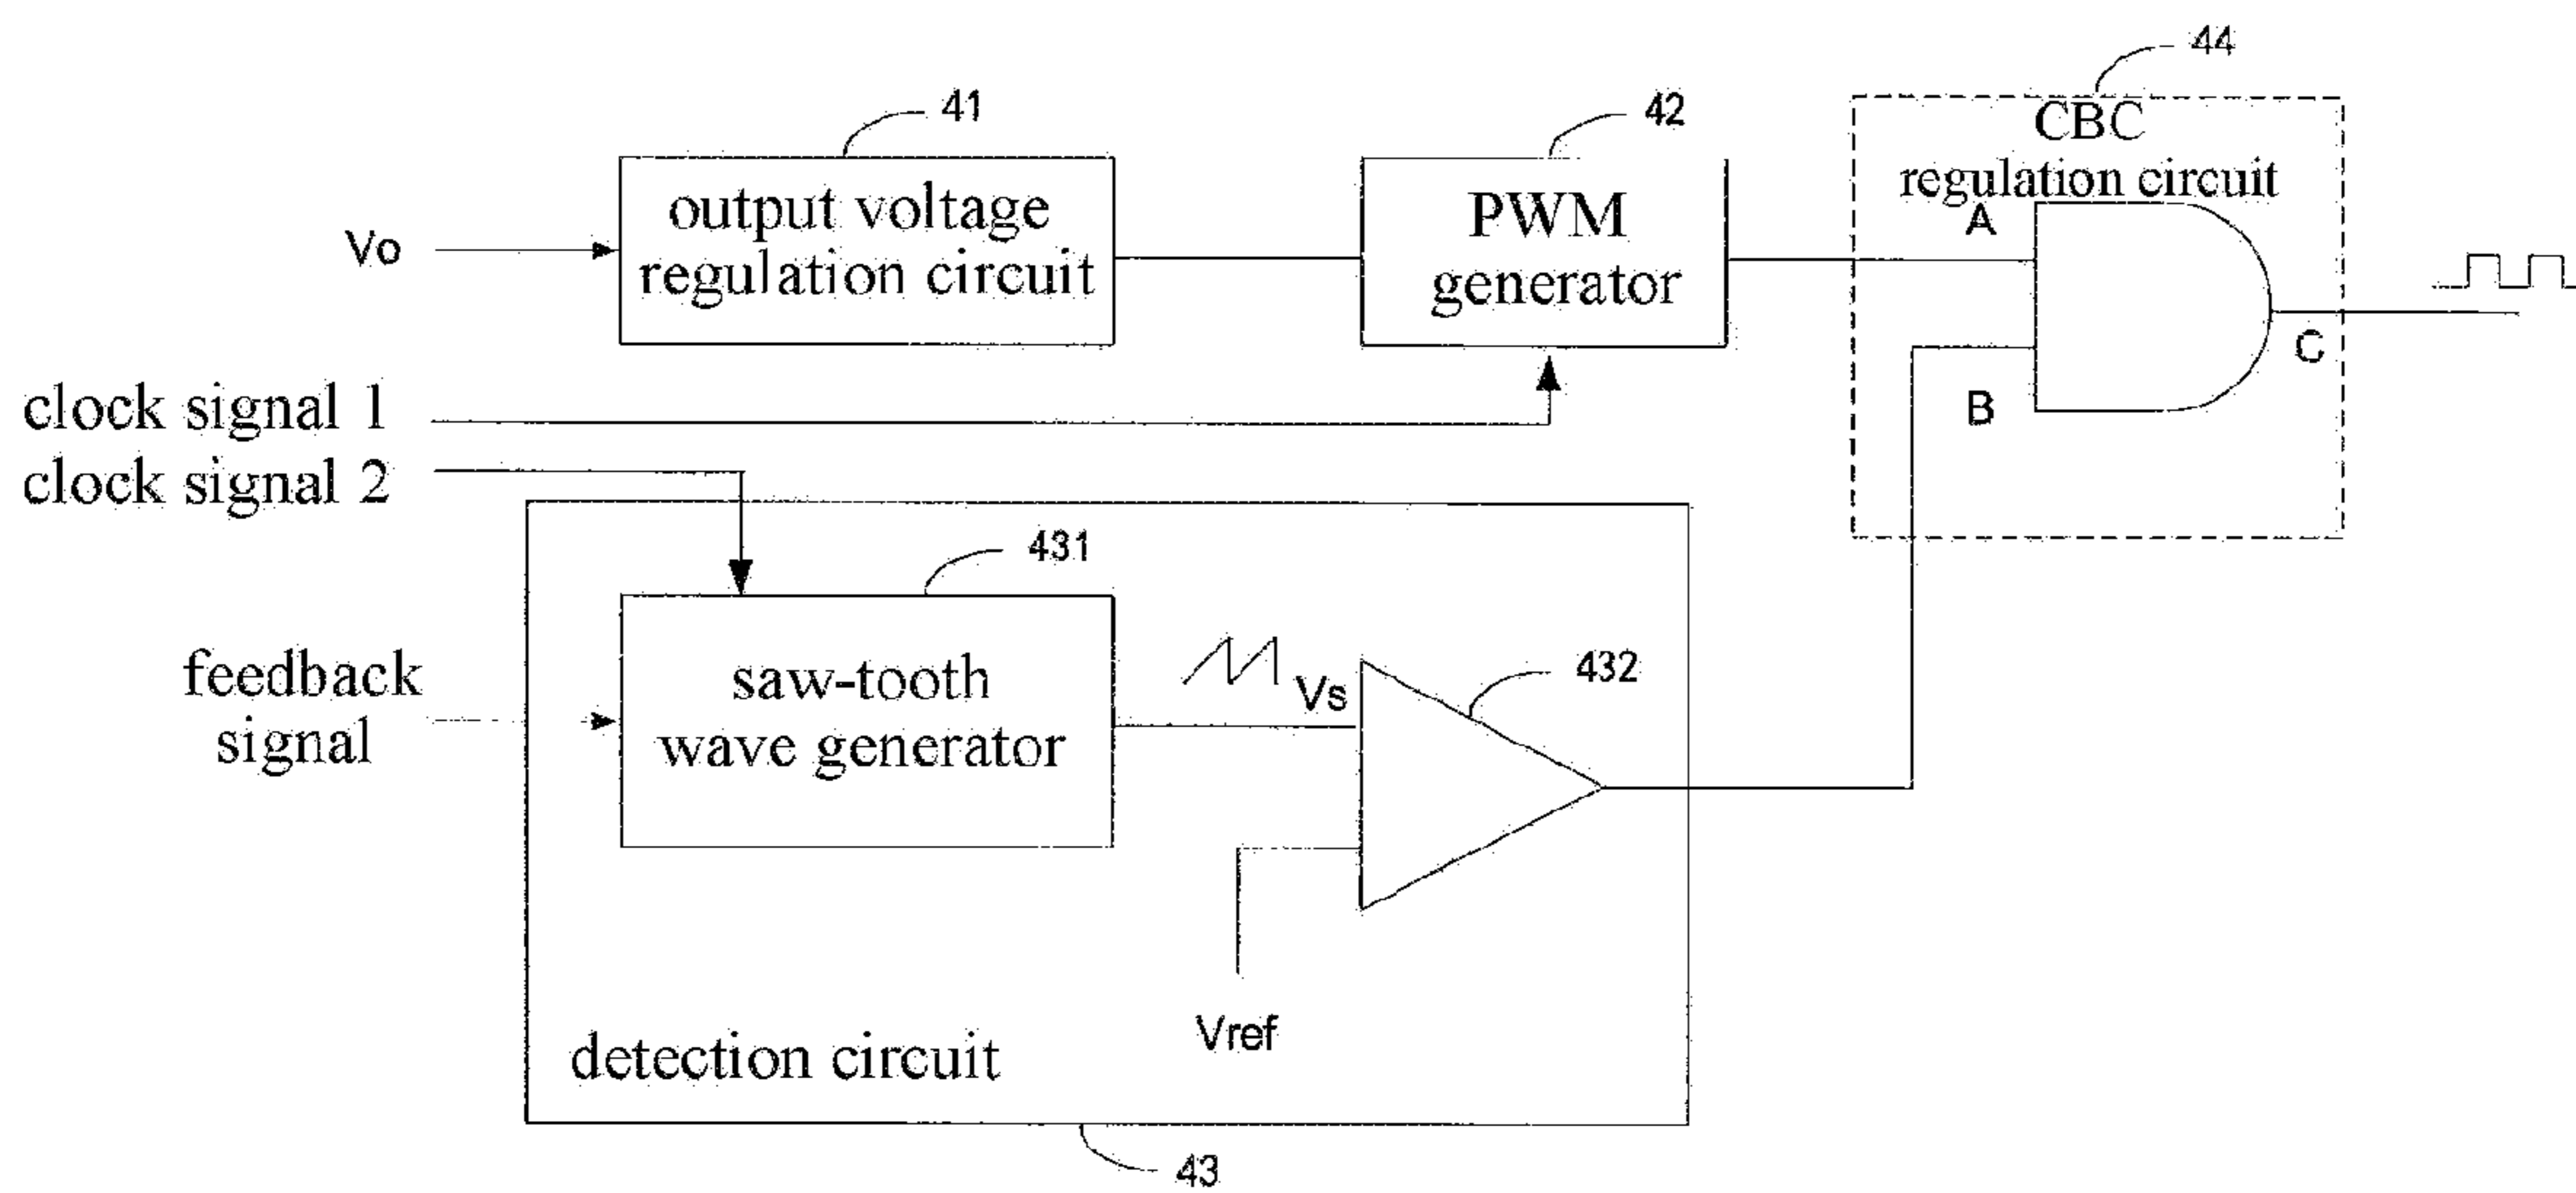 44
41
42
CBC
regulation circuit
output voltage
regulation circuit
PWM
generator
A
Vo
C
B
clock signal 1
clock signal 2
431
432
feedback
signal
saw-tooth
wave generator
Vs
Vref
detection circuit
43